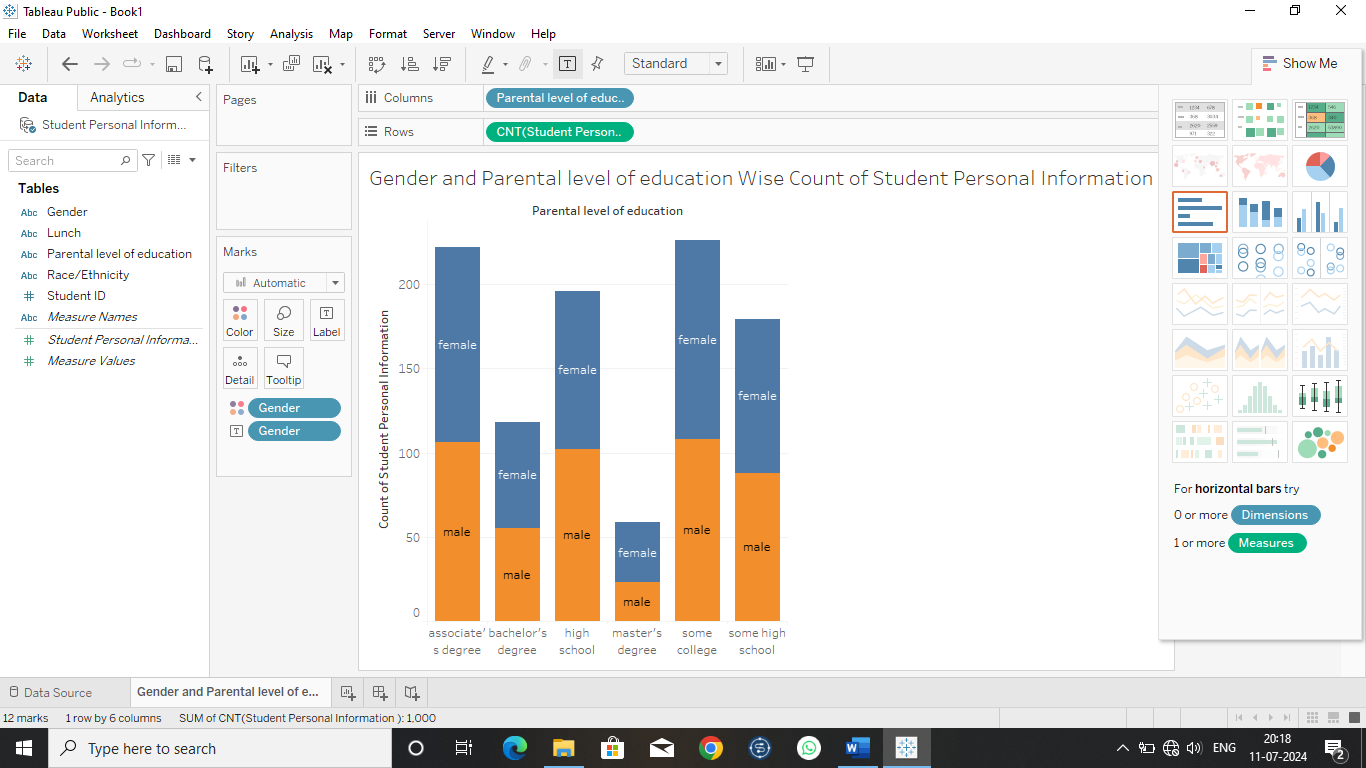 Tableau Public - Book1
File Data Worksheet Dashboard Story Analysis Map Format Server Window Help
Standard
Show Me
Data Analytics
Student Personal Inform...
Search
Tables
Abc Gender
Abc Lunch
Abc Parental level of education
Abc Race/Ethnicity
# Student ID
Abc Measure Names
# Student Personal Informa...
# Measure Values
Pages
Filters
Marks
Automatic
Color Size Label
Detail Tooltip
Gender
Gender
Columns Parental level of educ..
Rows CNT(Student Person..
Gender and Parental level of education Wise Count of Student Personal Information
Parental level of education
Count of Student Personal Information
200
150
100
50
0
female
male
female
male
female
male
female
male
female
male
female
male
associate’
s degree
bachelor’s
degree
high
school
master’s
degree
some
college
some high
school
For horizontal bars try
0 or more Dimensions
1 or more Measures
Data Source Gender and Parental level of e...
12 marks 1 row by 6 columns SUM of CNT(Student Personal Information ): 1,000
Type here to search
ENG
20:18
11-07-2024
2